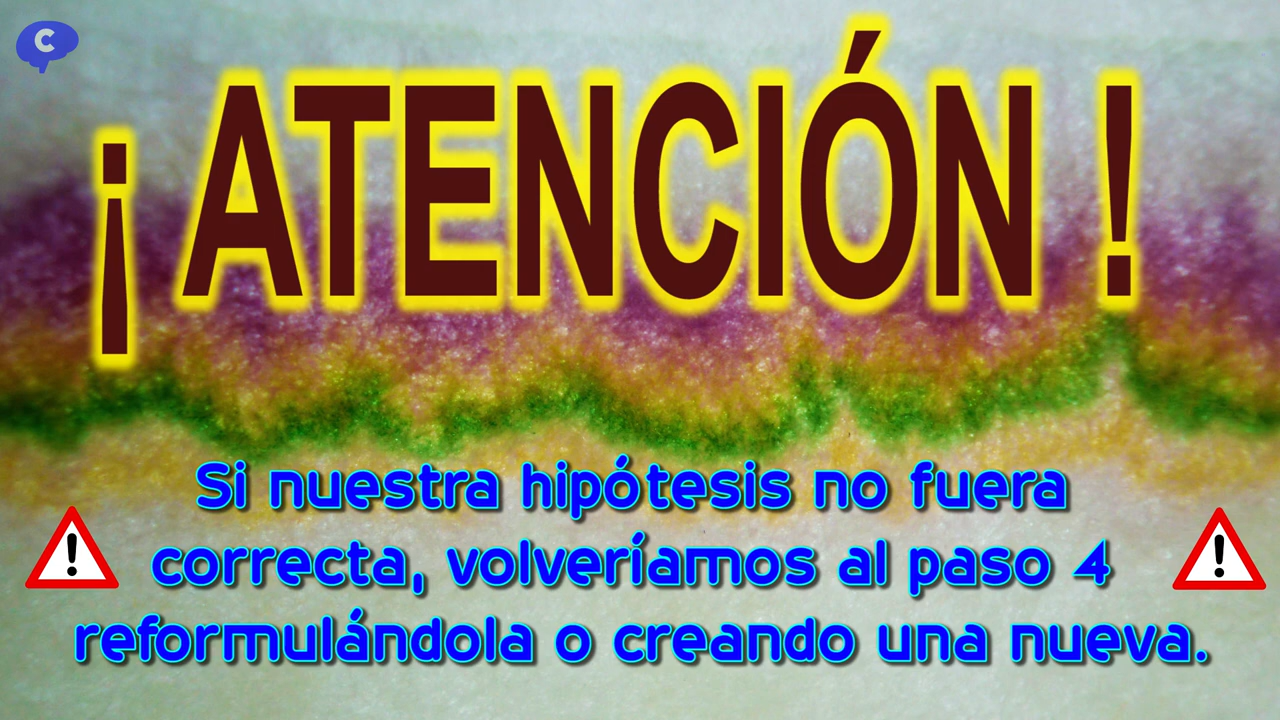 C
¡ ATENCIÓN !
Si nuestra hipótesis no fuera
correcta, volveríamos al paso 4
reformulándola o creando una nueva.